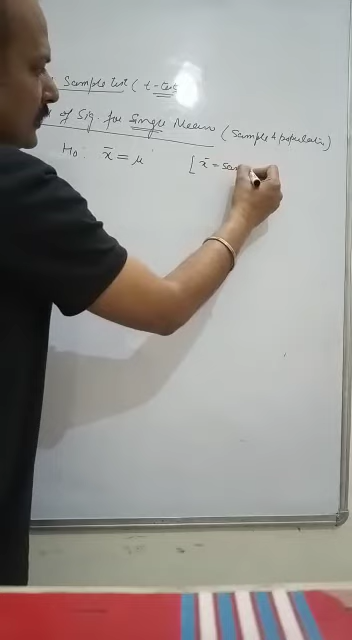 Sample test ( t-test
of Sig. for Single Mean ( Sample & population)
H₀ : x̄ = μ [ x̄ = sam